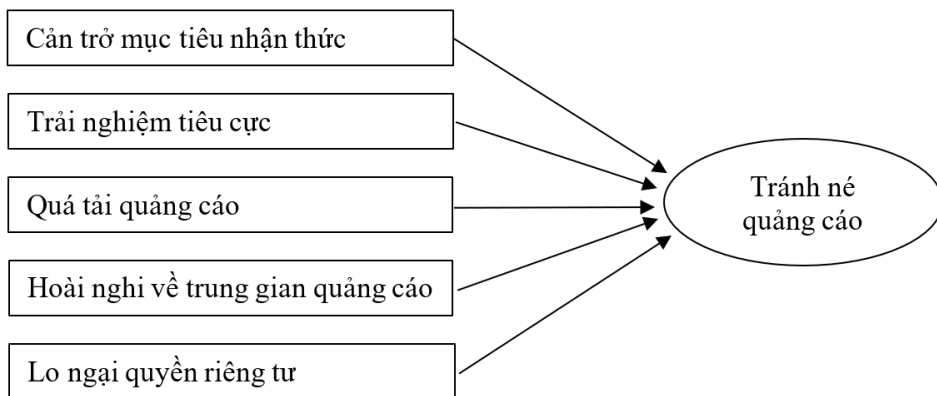 Cản trở mục tiêu nhận thức
Trải nghiệm tiêu cực
Quá tải quảng cáo
Hoài nghi về trung gian quảng cáo
Lo ngại quyền riêng tư
Tránh né
quảng cáo